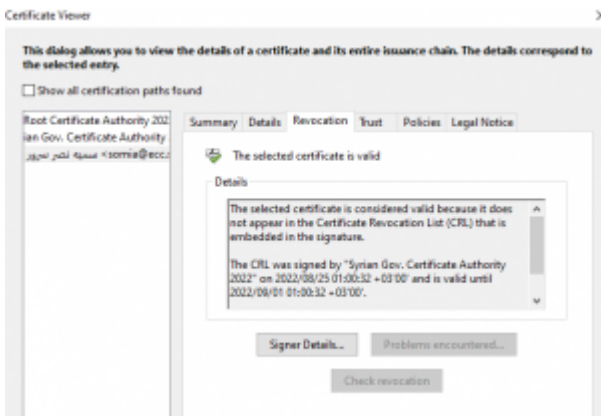 Certificate Viewer
This dialog allows you to view the details of a certificate and its entire issuance chain. The details correspond to
the selected entry.
Show all certification paths found
Root Certificate Authority 202
ian Gov. Certificate Authority
سمية نصر سرور <somia@ecc.s
Summary Details Revocation Trust Policies Legal Notice
The selected certificate is valid
Details
The selected certificate is considered valid because it does
not appear in the Certificate Revocation List (CRL) that is
embedded in the signature.
The CRL was signed by "Syrian Gov. Certificate Authority
2022" on 2022/08/25 01:00:32 +03'00' and is valid until
2022/09/01 01:00:32 +03'00'.
Signer Details... Problems encountered...
Check revocation